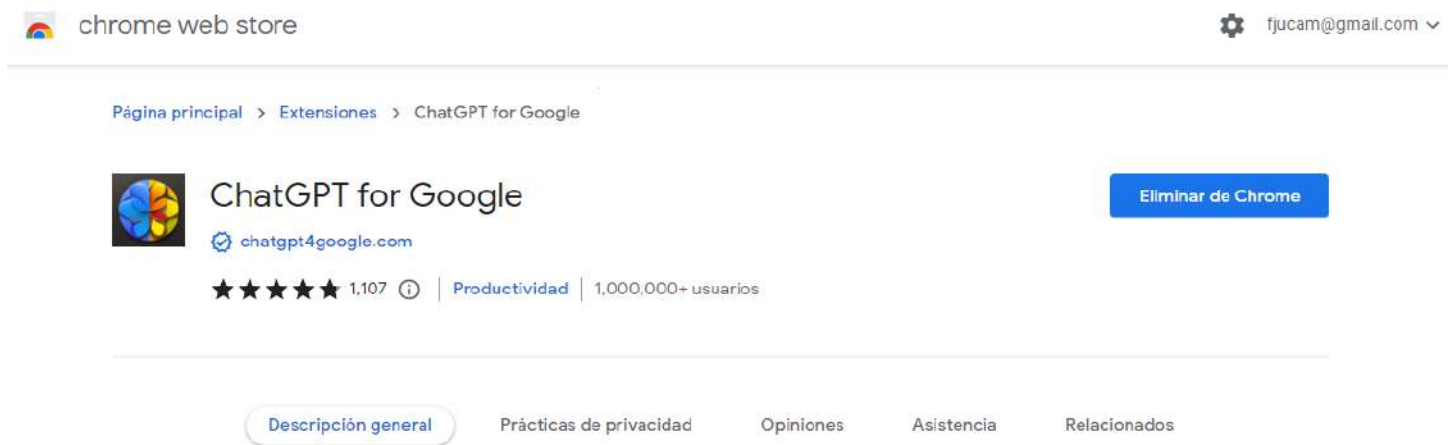 chrome web store
fjucam@gmail.com
Página principal > Extensiones > ChatGPT for Google
ChatGPT for Google
Eliminar de Chrome
chatgpt4google.com
1,107 | Productividad | 1,000,000+ usuarios
Descripción general Prácticas de privacidad Opiniones Asistencia Relacionados